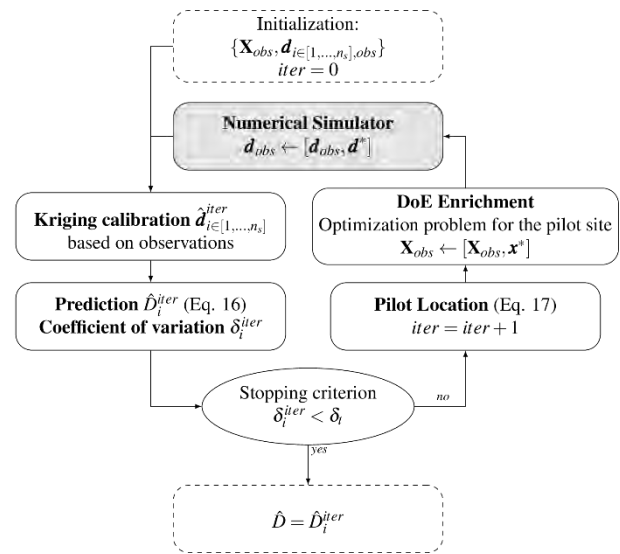 Initialization:
{X_obs, d_{i∈[1,...,n_s],obs}}
iter = 0
Numerical Simulator
d_obs ← [d_obs, d*]
Kriging calibration d̂^{iter}_{i∈[1,...,n_s]}
based on observations
DoE Enrichment
Optimization problem for the pilot site
X_obs ← [X_obs, x*]
Prediction D̂_i^{iter} (Eq. 16)
Coefficient of variation δ_i^{iter}
Pilot Location (Eq. 17)
iter = iter + 1
Stopping criterion
δ_i^{iter} < δ_t
no
yes
D̂ = D̂_i^{iter}